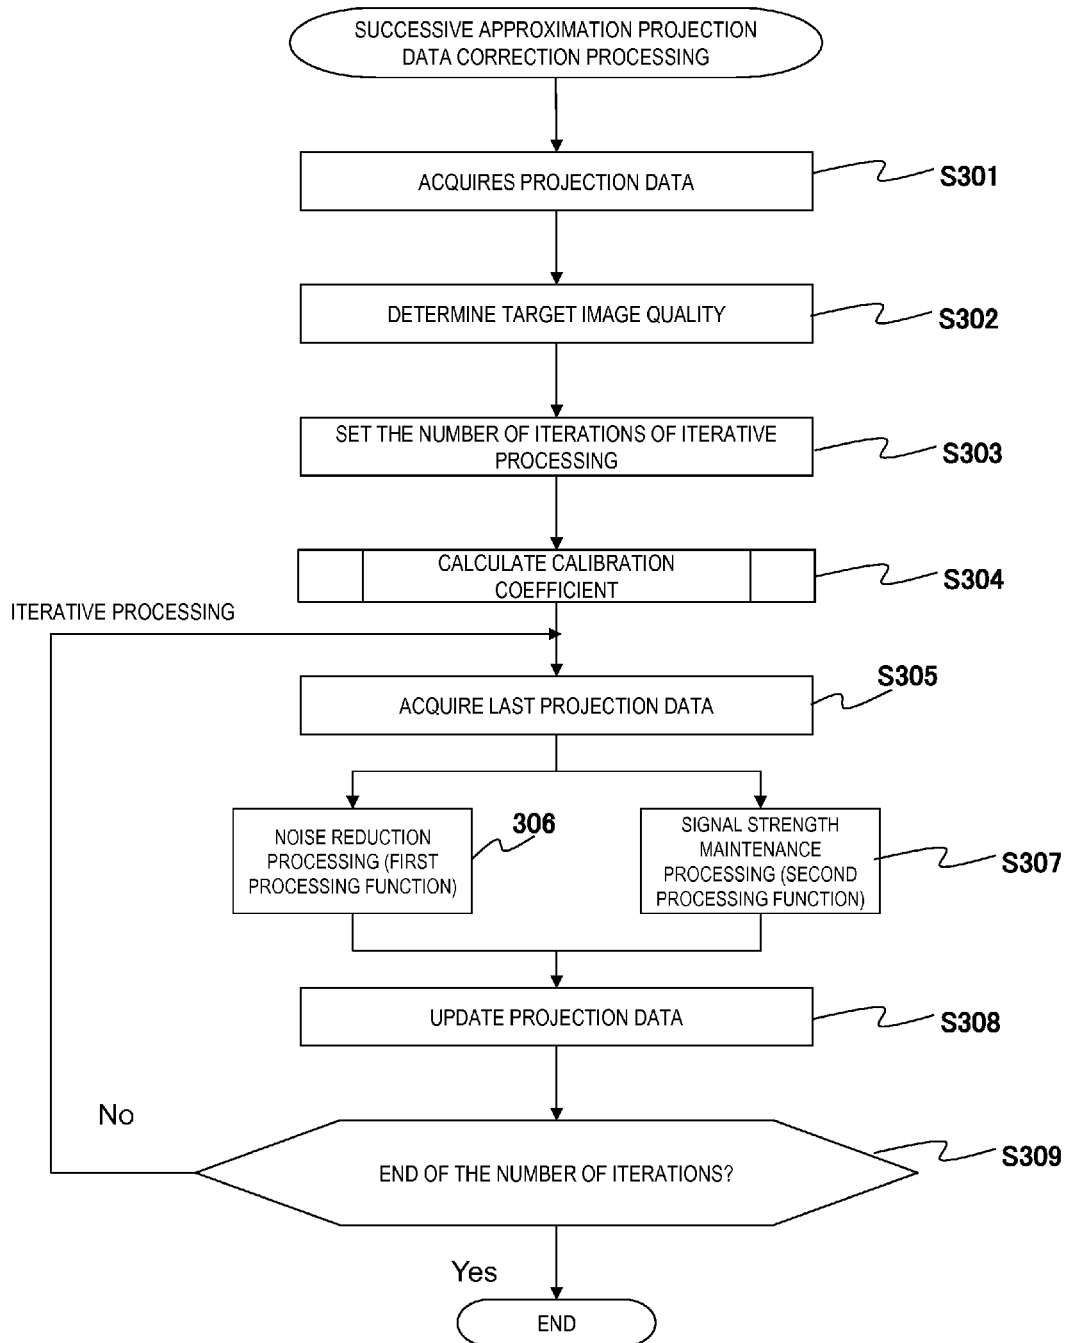 SUCCESSIVE APPROXIMATION PROJECTION
DATA CORRECTION PROCESSING
ACQUIRES PROJECTION DATA
S301
DETERMINE TARGET IMAGE QUALITY
S302
SET THE NUMBER OF ITERATIONS OF ITERATIVE
PROCESSING
S303
CALCULATE CALIBRATION
COEFFICIENT
S304
ITERATIVE PROCESSING
ACQUIRE LAST PROJECTION DATA
S305
NOISE REDUCTION
PROCESSING (FIRST
PROCESSING FUNCTION)
306
SIGNAL STRENGTH
MAINTENANCE
PROCESSING (SECOND
PROCESSING FUNCTION)
S307
UPDATE PROJECTION DATA
S308
No
END OF THE NUMBER OF ITERATIONS?
S309
Yes
END